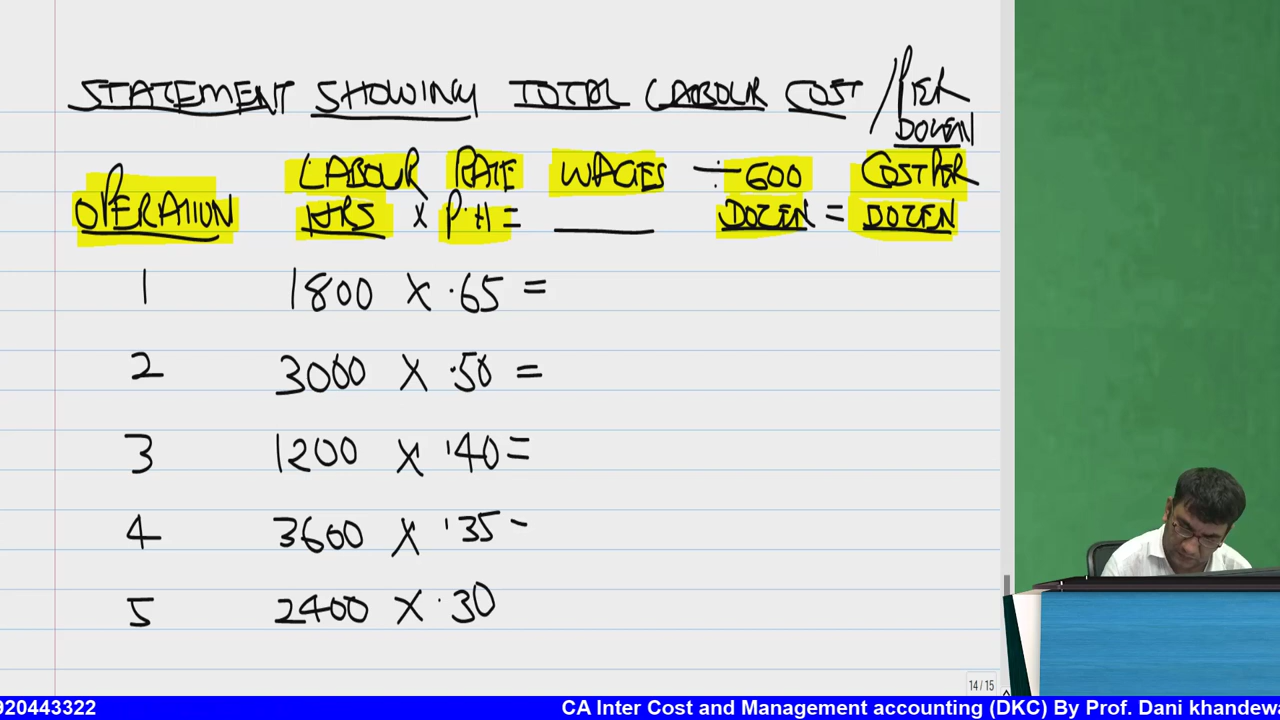 STATEMENT SHOWING TOTAL LABOUR COST / PER DOZEN
OPERATION LABOUR HRS × RATE P.H = WAGES ÷ 600 DOZEN = COST PER DOZEN
1 1800 × .65 =
2 3000 × .50 =
3 1200 × .40 =
4 3600 × .35 -
5 2400 × .30
14 / 15
920443322 CA Inter Cost and Management accounting (DKC) By Prof. Dani khandew